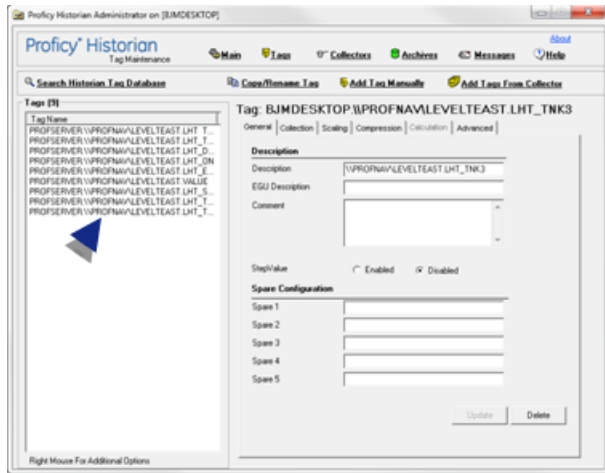 Proficy Historian Administrator on [BJMDESKTOP]
Proficy* Historian
Tag Maintenance
About
Main Tags Collectors Archives Messages Help
Search Historian Tag Database Copy/Rename Tag Add Tag Manually Add Tags From Collector
Tags (9)
TagName
PROFSERVER.\\PROFNAV\LEVELTEAST.LHT_T...
PROFSERVER.\\PROFNAV\LEVELTEAST.LHT_T...
PROFSERVER.\\PROFNAV\LEVELTEAST.LHT_D...
PROFSERVER.\\PROFNAV\LEVELTEAST.LHT_ON
PROFSERVER.\\PROFNAV\LEVELTEAST.LHT_E...
PROFSERVER.\\PROFNAV\LEVELTEAST.VALUE
PROFSERVER.\\PROFNAV\LEVELTEAST.LHT_S...
PROFSERVER.\\PROFNAV\LEVELTEAST.LHT_T...
PROFSERVER.\\PROFNAV\LEVELTEAST.LHT_T...
Right Mouse For Additional Options
Tag: BJMDESKTOP.\\PROFNAV\LEVELTEAST.LHT_TNK3
General Collection Scaling Compression Calculation Advanced
Description
Description \\PROFNAV\LEVELTEAST.LHT_TNK3
EGU Description
Comment
StepValue Enabled Disabled
Spare Configuration
Spare 1
Spare 2
Spare 3
Spare 4
Spare 5
Update Delete